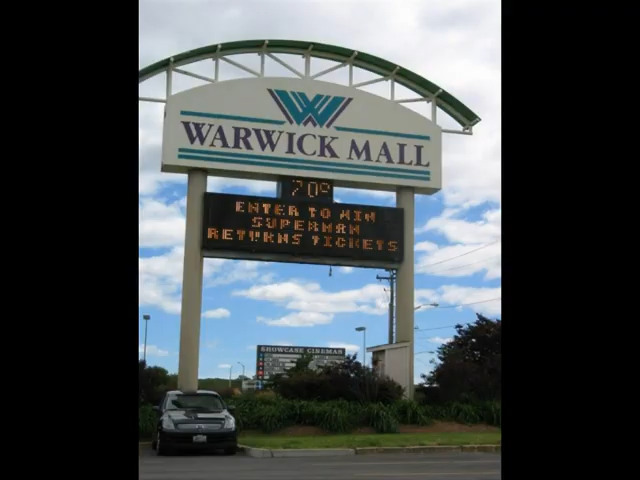 WARWICK MALL
70°
ENTER TO WIN
SUPERMAN
RETURNS TICKETS
SHOWCASE CINEMAS